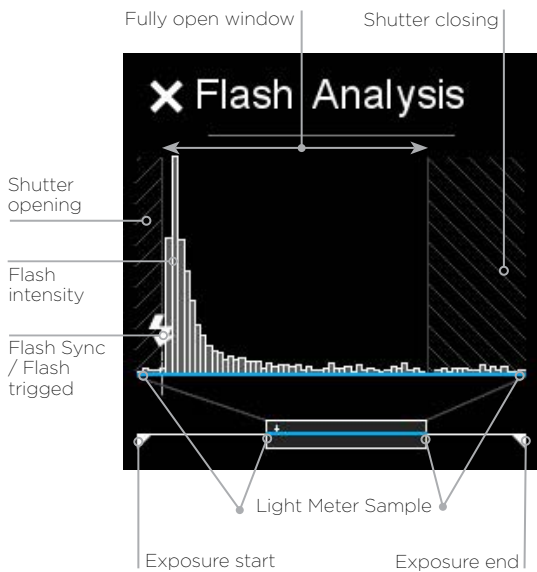 Fully open window
Shutter closing
Flash Analysis
Shutter
opening
Flash
intensity
Flash Sync
/ Flash
trigged
Light Meter Sample
Exposure start
Exposure end